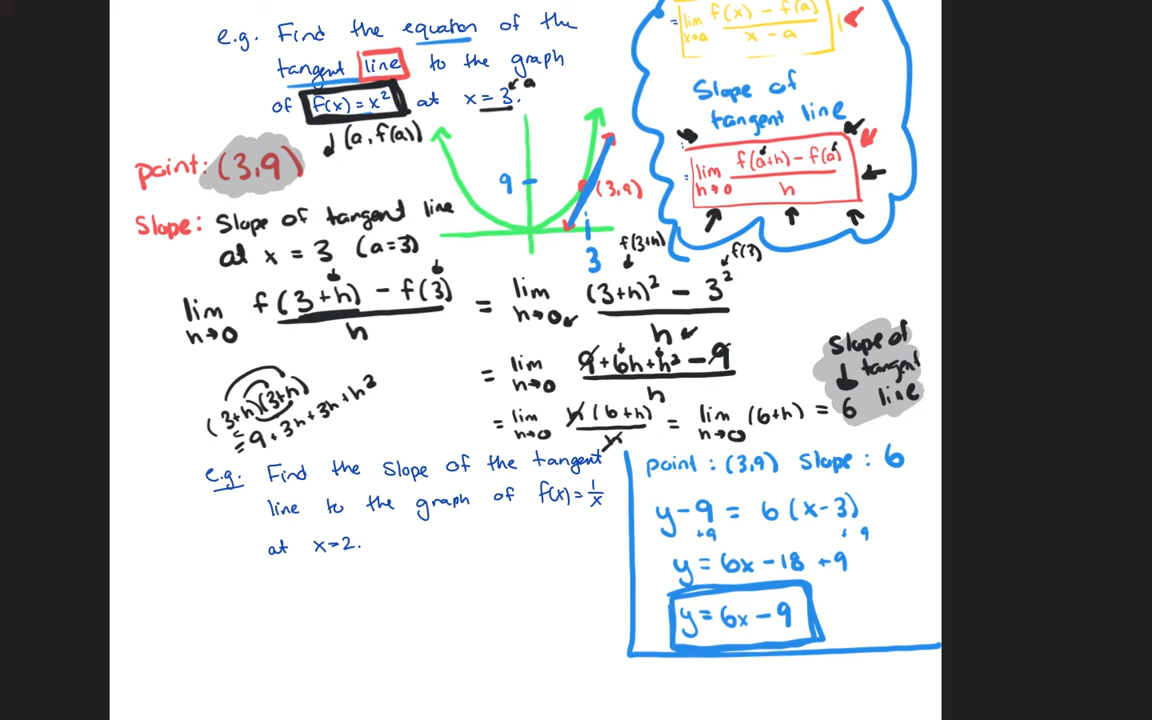 e.g. Find the equation of the
tangent line to the graph
of f(x) = x² at x = 3.
a
(a, f(a))
point: (3,9)
Slope: Slope of tangent line
at x = 3 (a=3)
9
(3,9)
3
= lim x→a f(x) − f(a) / x − a
Slope of
tangent line
= lim h→0 f(a+h) − f(a) / h
f(3+h)
f(3)
lim h→0 f(3+h) − f(3) / h = lim h→0 (3+h)² − 3² / h
= lim h→0 9 + 6h + h² − 9 / h
= lim h→0 h(6+h) / h = lim h→0 (6+h) = 6
Slope of
tangent
line
(3+h)(3+h)
= 9 + 3h + 3h + h²
e.g. Find the slope of the tangent
line to the graph of f(x) = 1/x
at x=2.
point: (3,9) slope: 6
y − 9 = 6(x−3)
+9 +9
y = 6x − 18 + 9
y = 6x − 9